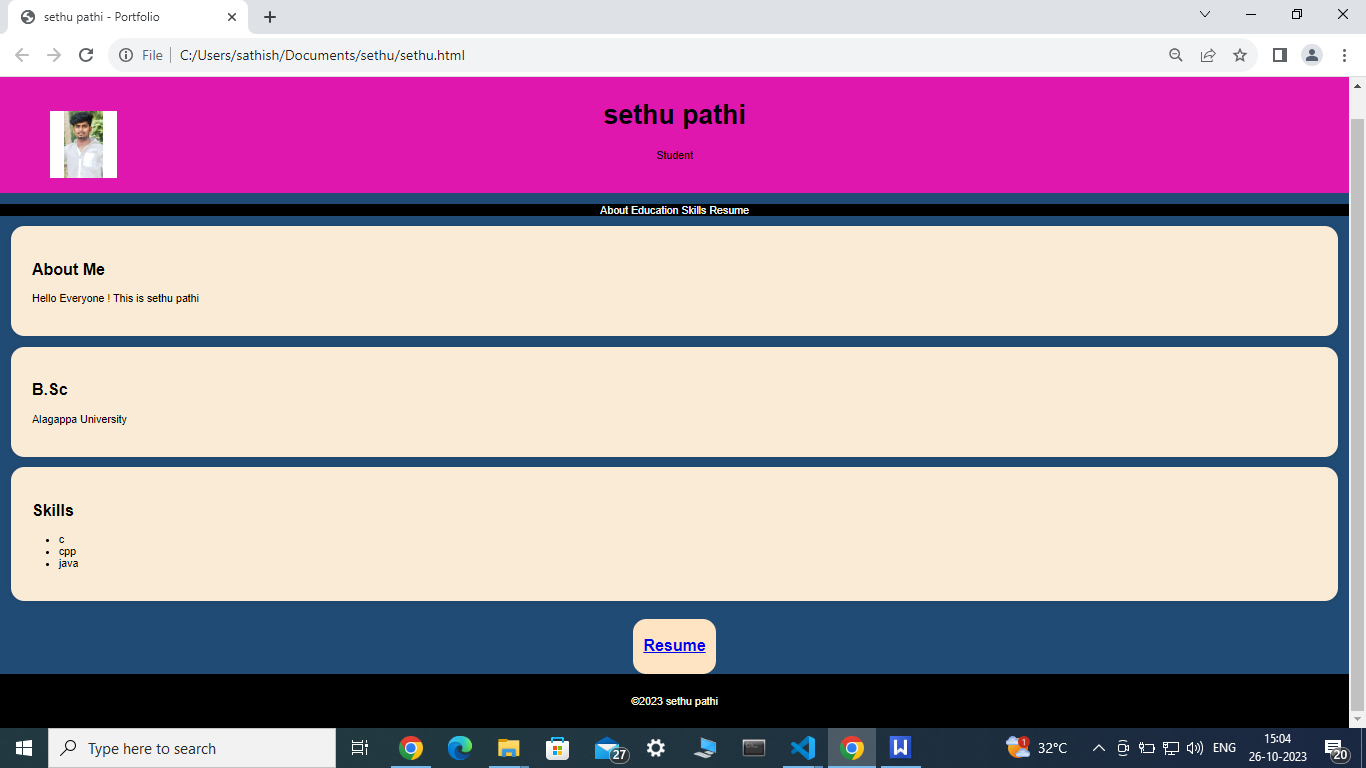 sethu pathi - Portfolio
File
C:/Users/sathish/Documents/sethu/sethu.html
sethu pathi
Student
About Education Skills Resume
About Me
Hello Everyone ! This is sethu pathi
B.Sc
Alagappa University
Skills
c
cpp
java
Resume
©2023 sethu pathi
Type here to search
27
W
1
32°C
ENG
15:04
26-10-2023
20